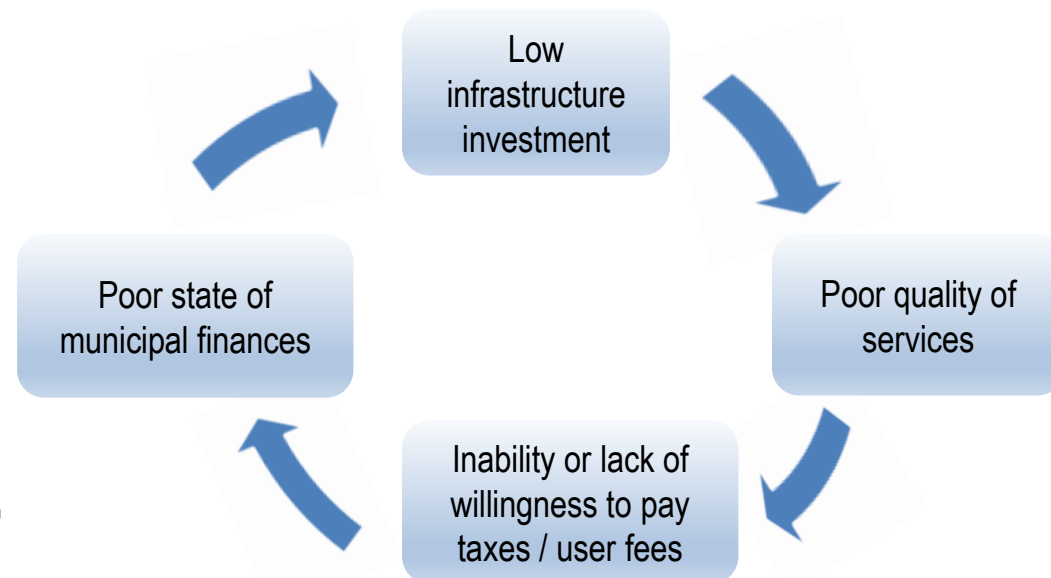 Low
infrastructure
investment
Poor state of
municipal finances
Poor quality of
services
Inability or lack of
willingness to pay
taxes / user fees